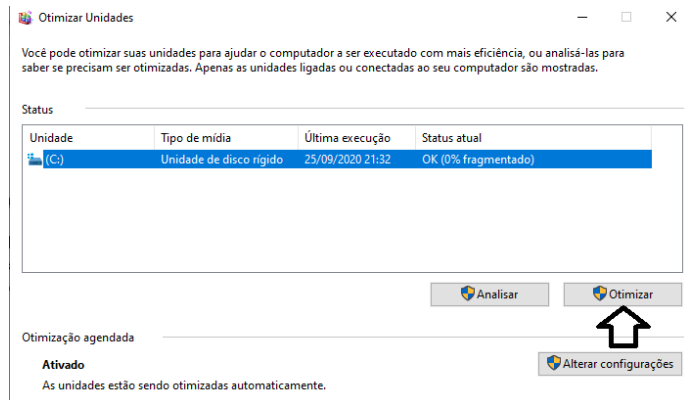 Otimizar Unidades
Você pode otimizar suas unidades para ajudar o computador a ser executado com mais eficiência, ou analisá-las para
saber se precisam ser otimizadas. Apenas as unidades ligadas ou conectadas ao seu computador são mostradas.
Status
Unidade Tipo de mídia Última execução Status atual
(C:) Unidade de disco rígido 25/09/2020 21:32 OK (0% fragmentado)
Analisar Otimizar
Otimização agendada
Ativado Alterar configurações
As unidades estão sendo otimizadas automaticamente.